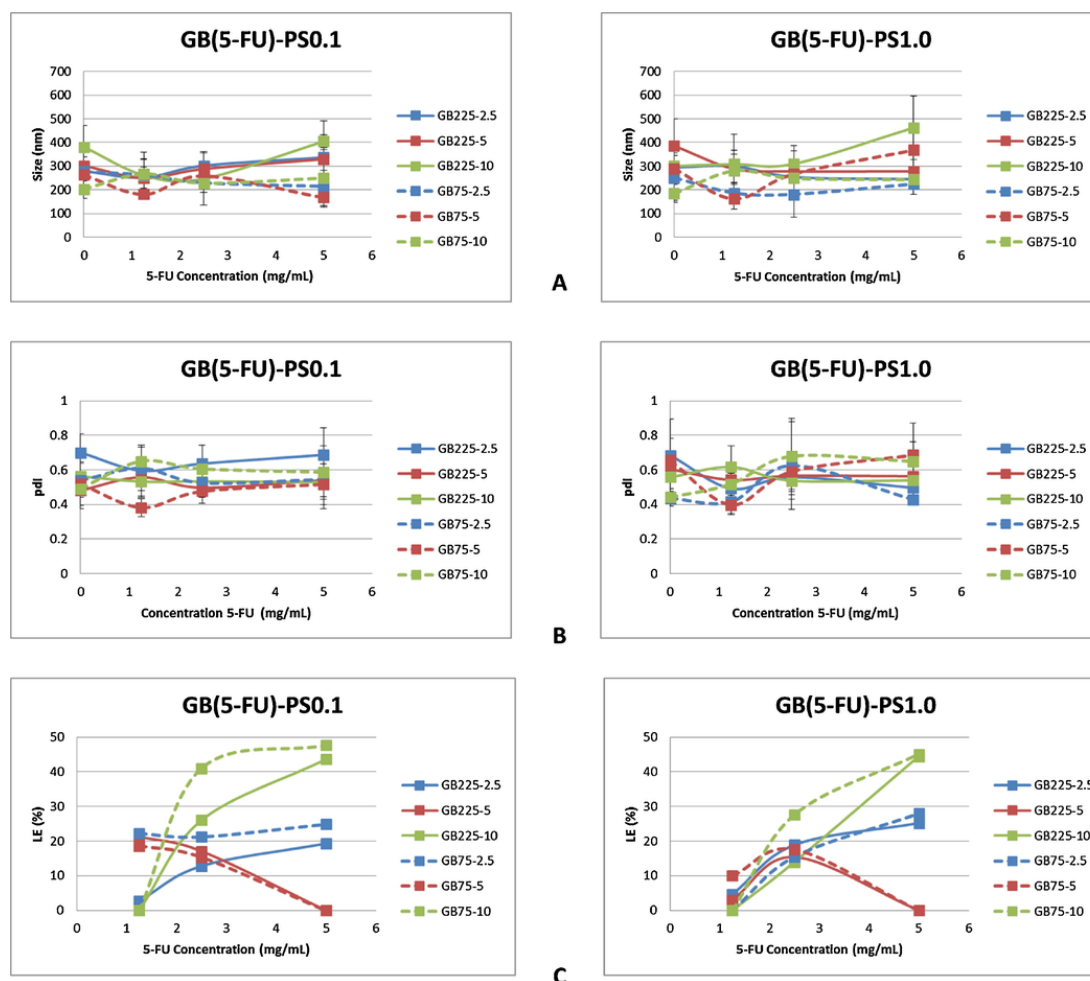 GB(5-FU)-PS0.1
700
600
500
400
300
200
100
0
Size (nm)
0 1 2 3 4 5 6
5-FU Concentration (mg/mL)
GB225-2.5
GB225-5
GB225-10
GB75-2.5
GB75-5
GB75-10
GB(5-FU)-PS1.0
700
600
500
400
300
200
100
0
Size (nm)
0 1 2 3 4 5 6
5-FU Concentration (mg/mL)
GB225-2.5
GB225-5
GB225-10
GB75-2.5
GB75-5
GB75-10
A
GB(5-FU)-PS0.1
1
0.8
0.6
0.4
0.2
0
pdi
0 1 2 3 4 5 6
Concentration 5-FU (mg/mL)
GB225-2.5
GB225-5
GB225-10
GB75-2.5
GB75-5
GB75-10
GB(5-FU)-PS1.0
1
0.8
0.6
0.4
0.2
0
pdi
0 1 2 3 4 5 6
Concentration 5-FU (mg/mL)
GB225-2.5
GB225-5
GB225-10
GB75-2.5
GB75-5
GB75-10
B
GB(5-FU)-PS0.1
50
40
30
20
10
0
LE (%)
0 1 2 3 4 5 6
5-FU Concentration (mg/mL)
GB225-2.5
GB225-5
GB225-10
GB75-2.5
GB75-5
GB75-10
GB(5-FU)-PS1.0
50
40
30
20
10
0
LE (%)
0 1 2 3 4 5 6
5-FU Concentration (mg/mL)
GB225-2.5
GB225-5
GB225-10
GB75-2.5
GB75-5
GB75-10
C